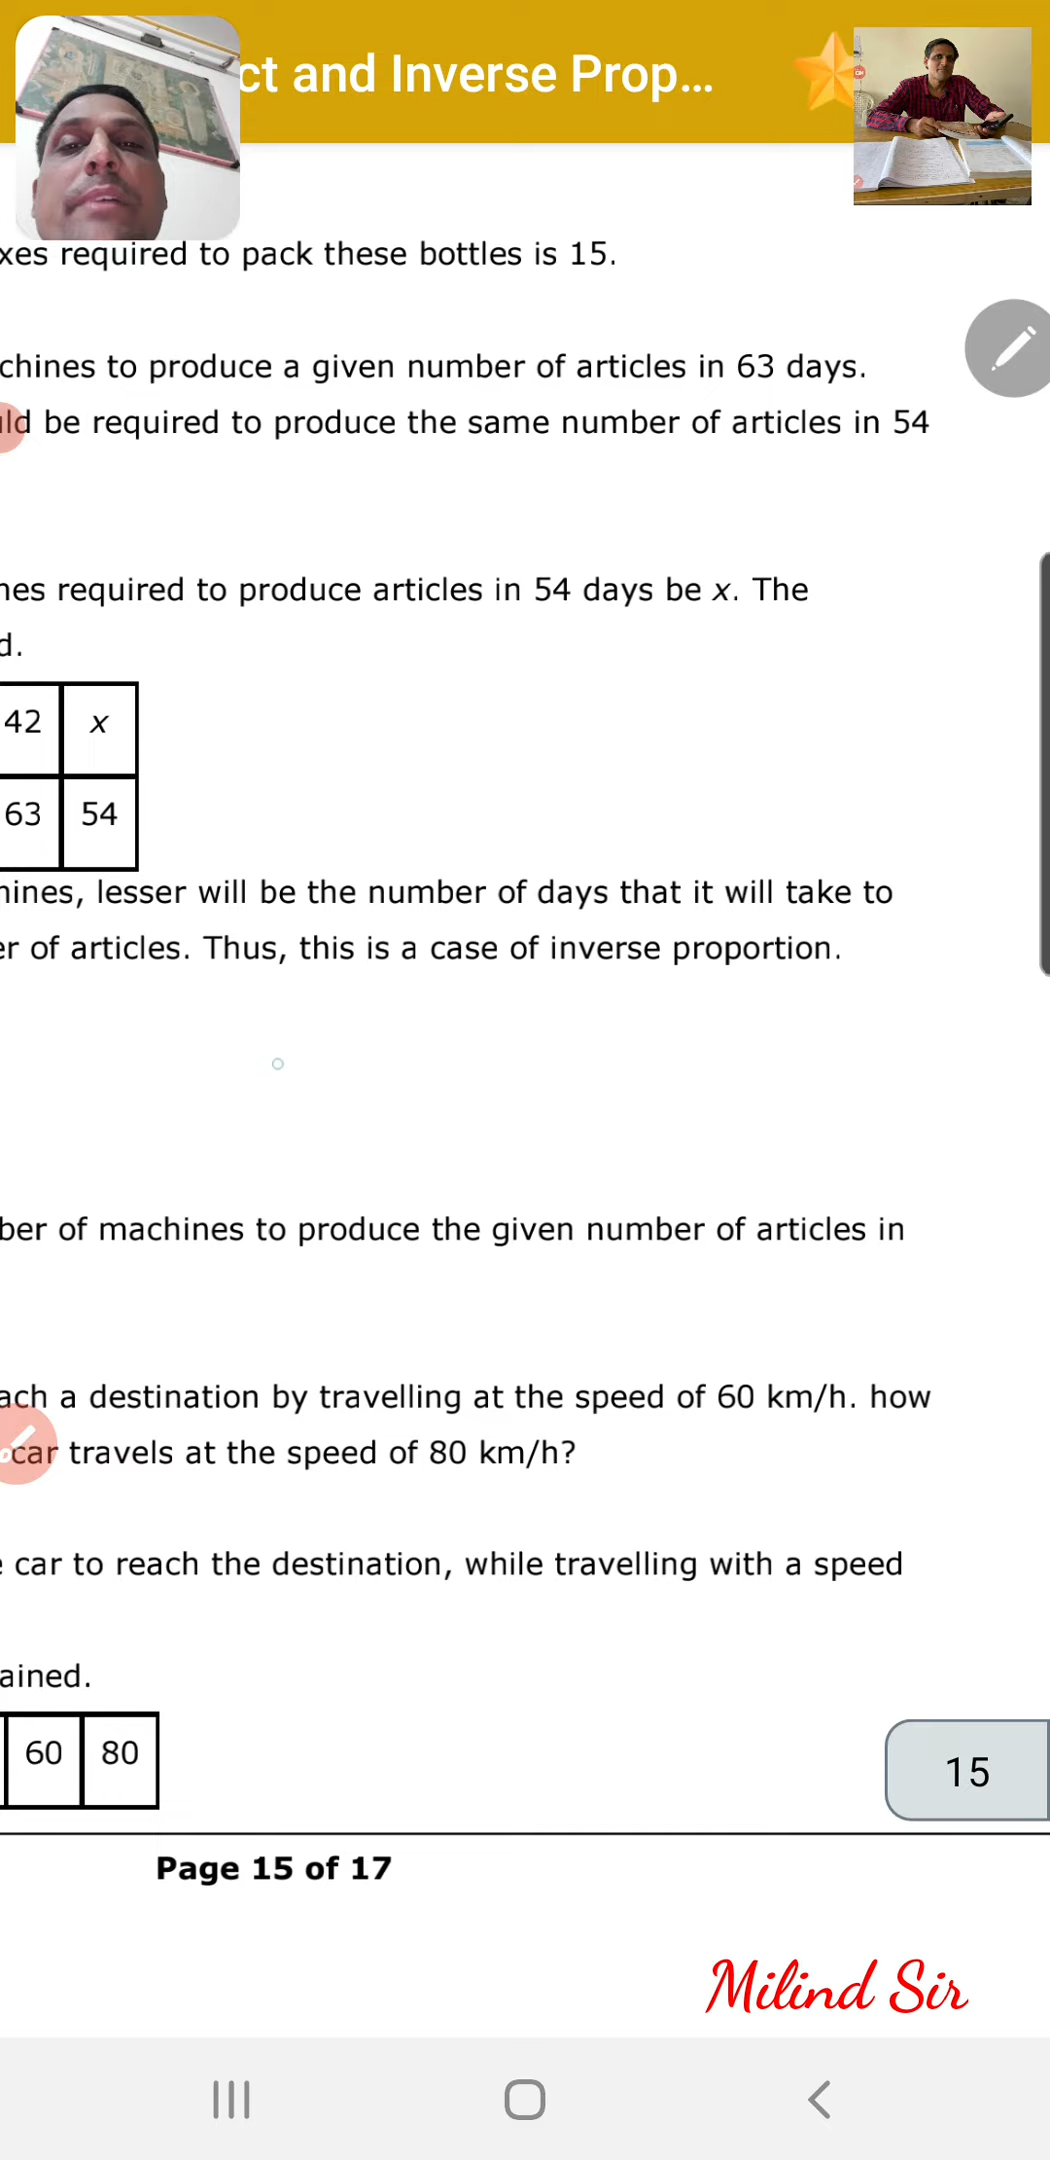 ct and Inverse Prop...
xes required to pack these bottles is 15.
chines to produce a given number of articles in 63 days.
ld be required to produce the same number of articles in 54
nes required to produce articles in 54 days be x. The
d.
42 x
63 54
hines, lesser will be the number of days that it will take to
er of articles. Thus, this is a case of inverse proportion.
ber of machines to produce the given number of articles in
ach a destination by travelling at the speed of 60 km/h. how
car travels at the speed of 80 km/h?
car to reach the destination, while travelling with a speed
ained.
60 80
15
Page 15 of 17
Milind Sir